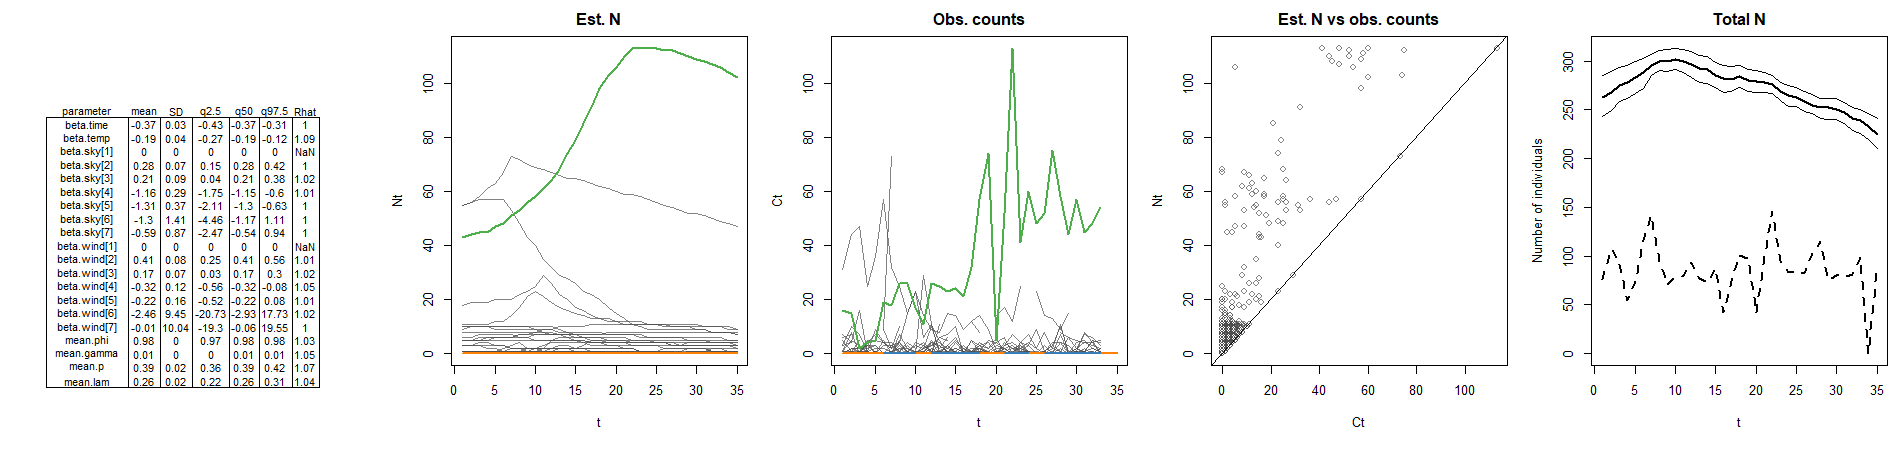 parameter mean SD q2.5 q50 q97.5 Rhat
beta.time -0.37 0.03 -0.43 -0.37 -0.31 1
beta.temp -0.19 0.04 -0.27 -0.19 -0.12 1.09
beta.sky[1] 0 0 0 0 0 NaN
beta.sky[2] 0.28 0.07 0.15 0.28 0.42 1
beta.sky[3] 0.21 0.09 0.04 0.21 0.38 1.02
beta.sky[4] -1.16 0.29 -1.75 -1.15 -0.6 1.01
beta.sky[5] -1.31 0.37 -2.11 -1.3 -0.63 1
beta.sky[6] -1.3 1.41 -4.46 -1.17 1.11 1
beta.sky[7] -0.59 0.87 -2.47 -0.54 0.94 1
beta.wind[1] 0 0 0 0 0 NaN
beta.wind[2] 0.41 0.08 0.25 0.41 0.56 1.01
beta.wind[3] 0.17 0.07 0.03 0.17 0.3 1.02
beta.wind[4] -0.32 0.12 -0.56 -0.32 -0.08 1.05
beta.wind[5] -0.22 0.16 -0.52 -0.22 0.08 1.01
beta.wind[6] -2.46 9.45 -20.73 -2.93 17.73 1.02
beta.wind[7] -0.01 10.04 -19.3 -0.06 19.55 1
mean.phi 0.98 0 0.97 0.98 0.98 1.03
mean.gamma 0.01 0 0 0.01 0.01 1.05
mean.p 0.39 0.02 0.36 0.39 0.42 1.07
mean.lam 0.26 0.02 0.22 0.26 0.31 1.04
Est. N
Nt
0 20 40 60 80 100
0 5 10 15 20 25 30 35
t
Obs. counts
Ct
0 20 40 60 80 100
0 5 10 15 20 25 30 35
t
Est. N vs obs. counts
Nt
0 20 40 60 80 100
0 20 40 60 80 100
Ct
Total N
Number of individuals
0 50 100 150 200 250 300
0 5 10 15 20 25 30 35
t